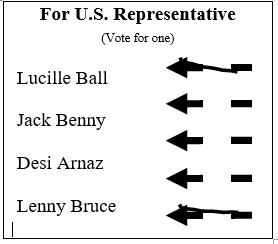 For U.S. Representative
(Vote for one)
Lucille Ball
Jack Benny
Desi Arnaz
Lenny Bruce